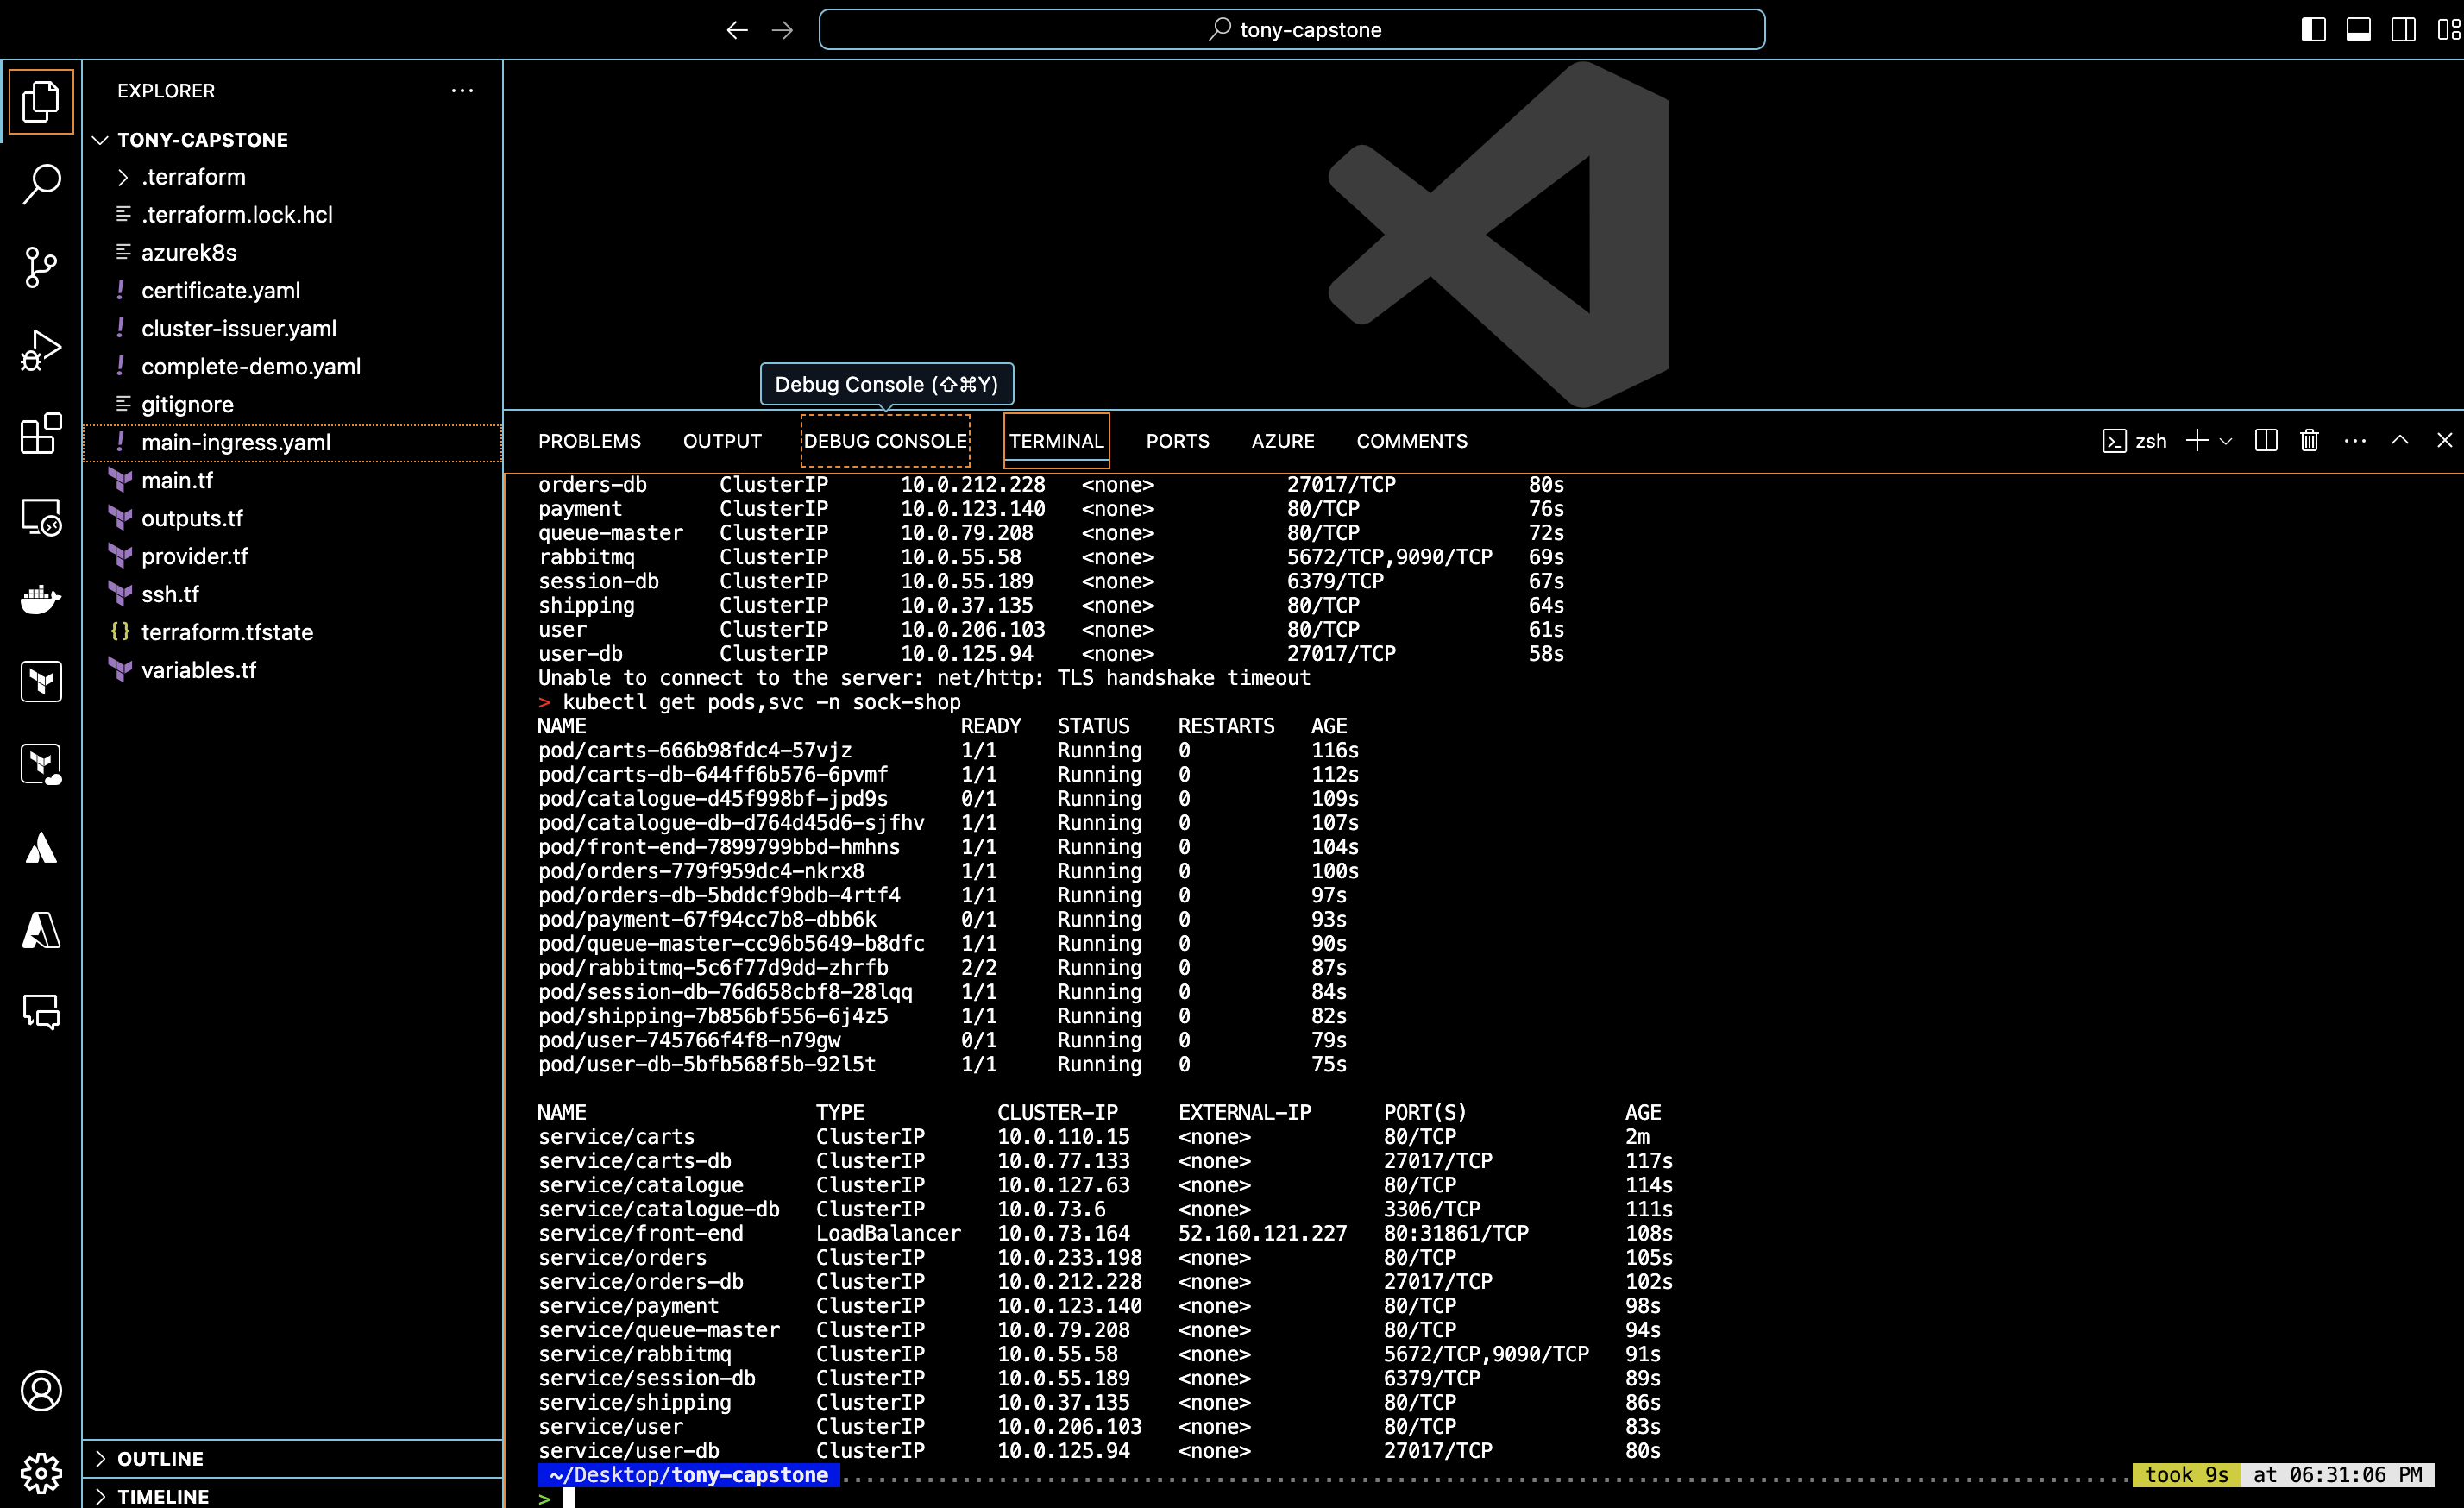 tony-capstone
EXPLORER
TONY-CAPSTONE
.terraform
.terraform.lock.hcl
azurek8s
! certificate.yaml
! cluster-issuer.yaml
! complete-demo.yaml
gitignore
! main-ingress.yaml
main.tf
outputs.tf
provider.tf
ssh.tf
{} terraform.tfstate
variables.tf
OUTLINE
TIMELINE
Debug Console (⇧⌘Y)
PROBLEMS OUTPUT DEBUG CONSOLE TERMINAL PORTS AZURE COMMENTS zsh
orders-db ClusterIP 10.0.212.228 <none> 27017/TCP 80s
payment ClusterIP 10.0.123.140 <none> 80/TCP 76s
queue-master ClusterIP 10.0.79.208 <none> 80/TCP 72s
rabbitmq ClusterIP 10.0.55.58 <none> 5672/TCP,9090/TCP 69s
session-db ClusterIP 10.0.55.189 <none> 6379/TCP 67s
shipping ClusterIP 10.0.37.135 <none> 80/TCP 64s
user ClusterIP 10.0.206.103 <none> 80/TCP 61s
user-db ClusterIP 10.0.125.94 <none> 27017/TCP 58s
Unable to connect to the server: net/http: TLS handshake timeout
> kubectl get pods,svc -n sock-shop
NAME READY STATUS RESTARTS AGE
pod/carts-666b98fdc4-57vjz 1/1 Running 0 116s
pod/carts-db-644ff6b576-6pvmf 1/1 Running 0 112s
pod/catalogue-d45f998bf-jpd9s 0/1 Running 0 109s
pod/catalogue-db-d764d45d6-sjfhv 1/1 Running 0 107s
pod/front-end-7899799bbd-hmhns 1/1 Running 0 104s
pod/orders-779f959dc4-nkrx8 1/1 Running 0 100s
pod/orders-db-5bddcf9bdb-4rtf4 1/1 Running 0 97s
pod/payment-67f94cc7b8-dbb6k 0/1 Running 0 93s
pod/queue-master-cc96b5649-b8dfc 1/1 Running 0 90s
pod/rabbitmq-5c6f77d9dd-zhrfb 2/2 Running 0 87s
pod/session-db-76d658cbf8-28lqq 1/1 Running 0 84s
pod/shipping-7b856bf556-6j4z5 1/1 Running 0 82s
pod/user-745766f4f8-n79gw 0/1 Running 0 79s
pod/user-db-5bfb568f5b-92l5t 1/1 Running 0 75s
NAME TYPE CLUSTER-IP EXTERNAL-IP PORT(S) AGE
service/carts ClusterIP 10.0.110.15 <none> 80/TCP 2m
service/carts-db ClusterIP 10.0.77.133 <none> 27017/TCP 117s
service/catalogue ClusterIP 10.0.127.63 <none> 80/TCP 114s
service/catalogue-db ClusterIP 10.0.73.6 <none> 3306/TCP 111s
service/front-end LoadBalancer 10.0.73.164 52.160.121.227 80:31861/TCP 108s
service/orders ClusterIP 10.0.233.198 <none> 80/TCP 105s
service/orders-db ClusterIP 10.0.212.228 <none> 27017/TCP 102s
service/payment ClusterIP 10.0.123.140 <none> 80/TCP 98s
service/queue-master ClusterIP 10.0.79.208 <none> 80/TCP 94s
service/rabbitmq ClusterIP 10.0.55.58 <none> 5672/TCP,9090/TCP 91s
service/session-db ClusterIP 10.0.55.189 <none> 6379/TCP 89s
service/shipping ClusterIP 10.0.37.135 <none> 80/TCP 86s
service/user ClusterIP 10.0.206.103 <none> 80/TCP 83s
service/user-db ClusterIP 10.0.125.94 <none> 27017/TCP 80s
~/Desktop/tony-capstone took 9s at 06:31:06 PM
>